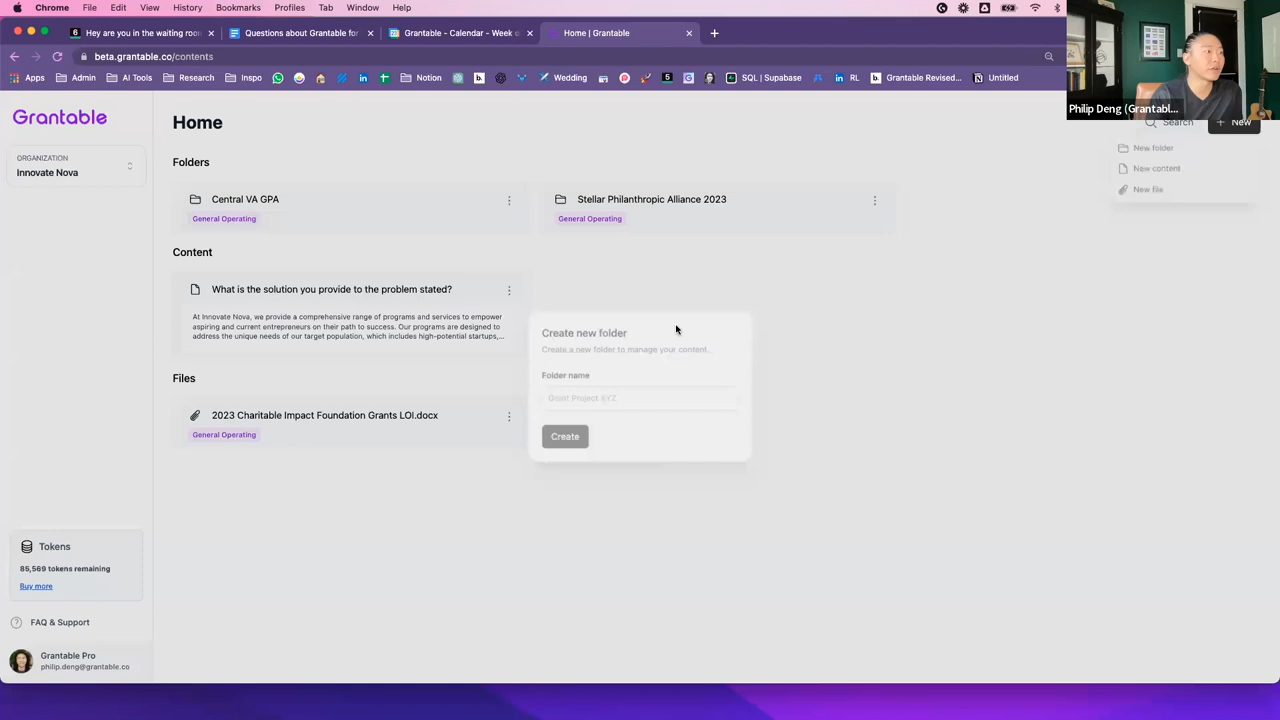 Chrome File Edit View History Bookmarks Profiles Tab Window Help
Hey are you in the waiting room
Questions about Grantable for
Grantable - Calendar - Week o
Home | Grantable
beta.grantable.co/contents
Apps Admin AI Tools Research Inspo Notion Wedding SQL | Supabase RL Grantable Revised... Untitled
Philip Deng (Grantabl...
Grantable
ORGANIZATION
Innovate Nova
Home
Search
New
New folder
New content
New file
Folders
Central VA GPA
General Operating
Stellar Philanthropic Alliance 2023
General Operating
Content
What is the solution you provide to the problem stated?
At Innovate Nova, we provide a comprehensive range of programs and services to empower
aspiring and current entrepreneurs on their path to success. Our programs are designed to
address the unique needs of our target population, which includes high-potential startups,...
Files
2023 Charitable Impact Foundation Grants LOI.docx
General Operating
Create new folder
Create a new folder to manage your content.
Folder name
Grant Project XYZ
Create
Tokens
85,569 tokens remaining
Buy more
FAQ & Support
Grantable Pro
philip.deng@grantable.co